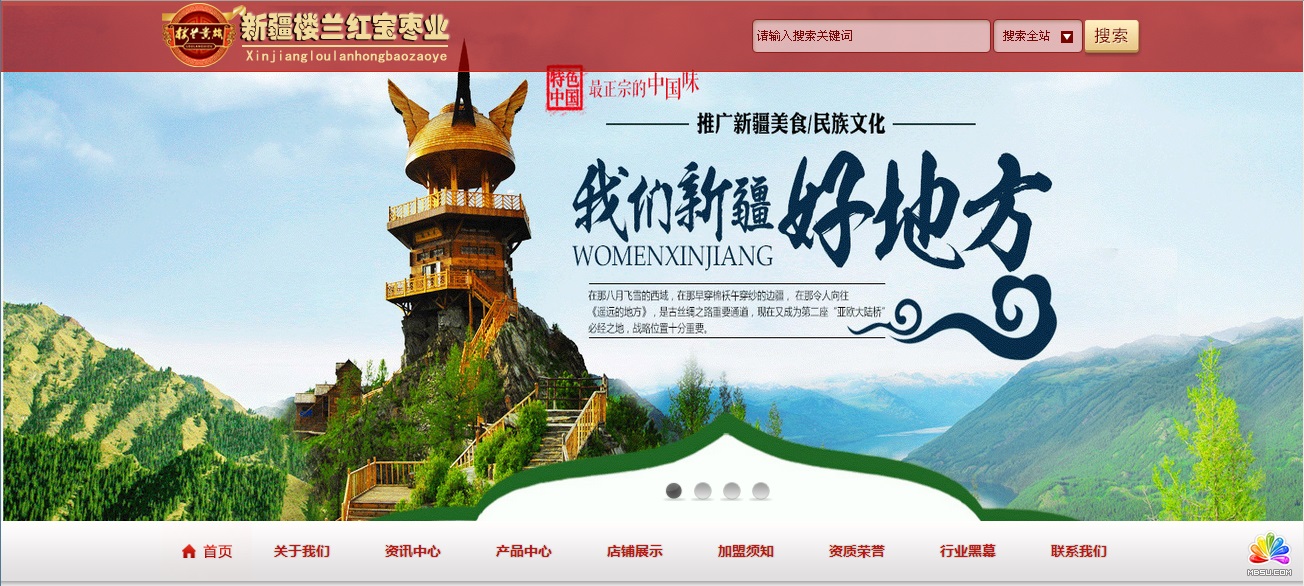 新疆楼兰红宝枣业
Xinjiangloulanhongbaozaoye
请输入搜索关键词
搜索全站
搜索
特色中国
最正宗的中国味
推广新疆美食/民族文化
我们新疆好地方
WOMENXINJIANG
在那八月飞雪的西域，在那早穿棉袄午穿纱的边疆，在那令人向往
《遥远的地方》，是古丝绸之路重要通道，现在又成为第二座“亚欧大陆桥”
必经之地，战略位置十分重要。
首页 关于我们 资讯中心 产品中心 店铺展示 加盟须知 资质荣誉 行业黑幕 联系我们